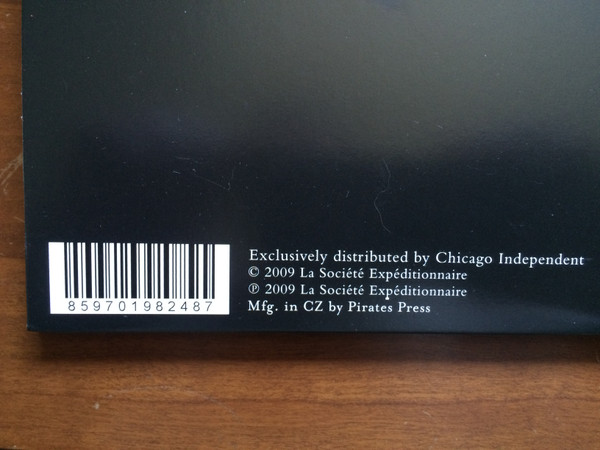 859701982487
Exclusively distributed by Chicago Independent
© 2009 La Société Expéditionnaire
℗ 2009 La Société Expéditionnaire
Mfg. in CZ by Pirates Press